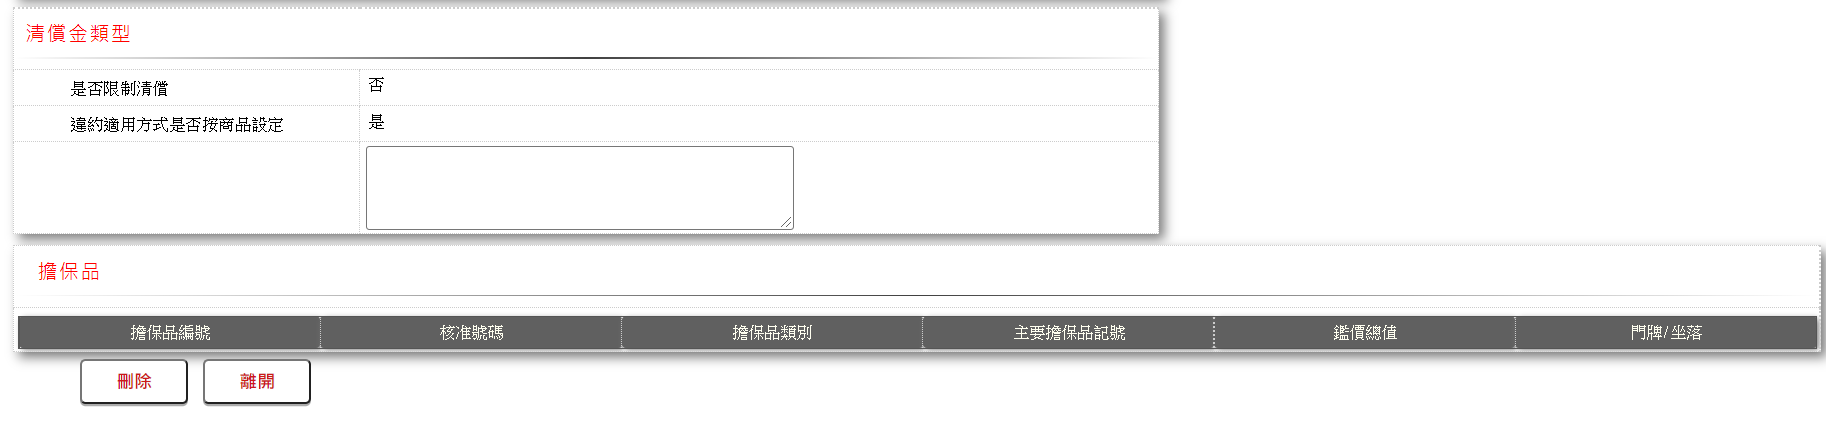 清償金類型
是否限制清償 否
違約適用方式是否按商品設定 是
擔保品
擔保品編號 核准號碼 擔保品類別 主要擔保品記號 鑑價總值 門牌/坐落
刪除 離開